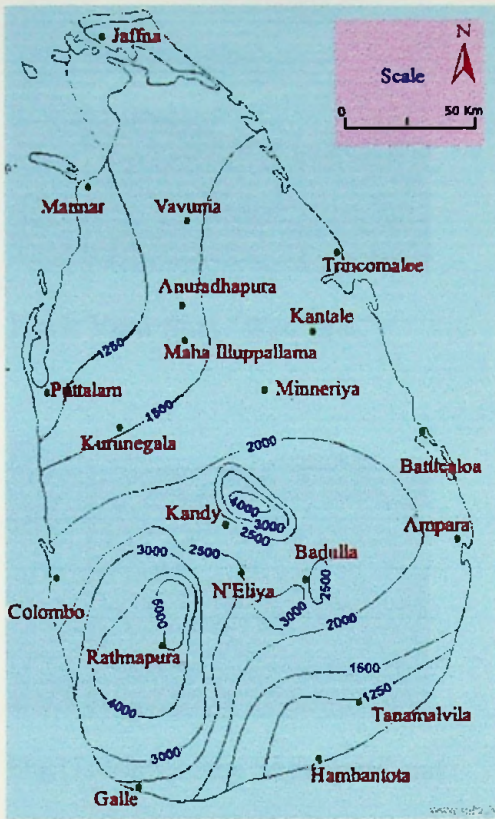 Jaffna
N
Scale
0 50 Km
Mannar
Vavuma
Trincomalee
Anuradhapura
Kantale
1250
Maha Illuppallama
Puttalam
Minneriya
1500
Kurunegala
2000
Batticaloa
4000
3000
Kandy
2500
Ampara
3000
2500
Badulla
2500
N'Eliya
Colombo
3000
5000
2000
Rathnapura
1600
1250
4000
Tanamalvila
3000
Hambantota
Galle